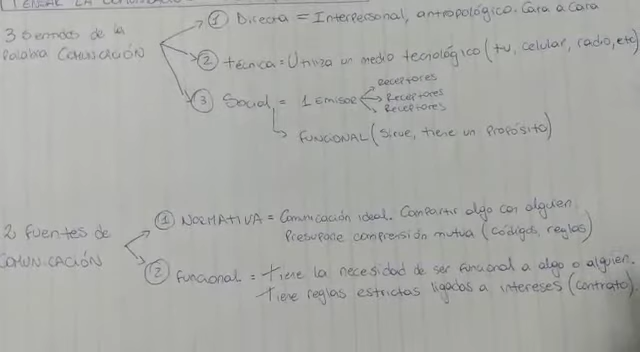 PENSAR LA COMUNICACIÓN
3 Sentidos de la
Palabra COMUNICACIÓN
① Directa = Interpersonal, antropológico. Cara a Cara
② técnica = Utiliza un medio tecnológico (tv, celular, radio, etc)
③ Social = 1 EMISOR
Receptores
Receptores
Receptores
FUNCIONAL (Sirve, tiene un Propósito)
2 Fuentes de
COMUNICACIÓN
① NORMATIVA = Comunicación ideal. Compartir algo con alguien
Presupone comprensión mutua (códigos, reglas)
② Funcional = tiene la necesidad de ser funcional a algo o alguien.
tiene reglas estrictas ligadas a intereses (contrato).